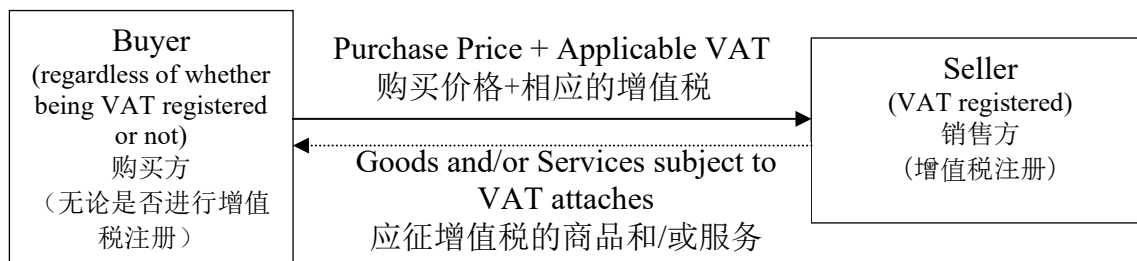 Buyer
(regardless of whether
being VAT registered
or not)
购买方
（无论是否进行增值
税注册）
Purchase Price + Applicable VAT
购买价格+相应的增值税
Goods and/or Services subject to
VAT attaches
应征增值税的商品和/或服务
Seller
(VAT registered)
销售方
（增值税注册）